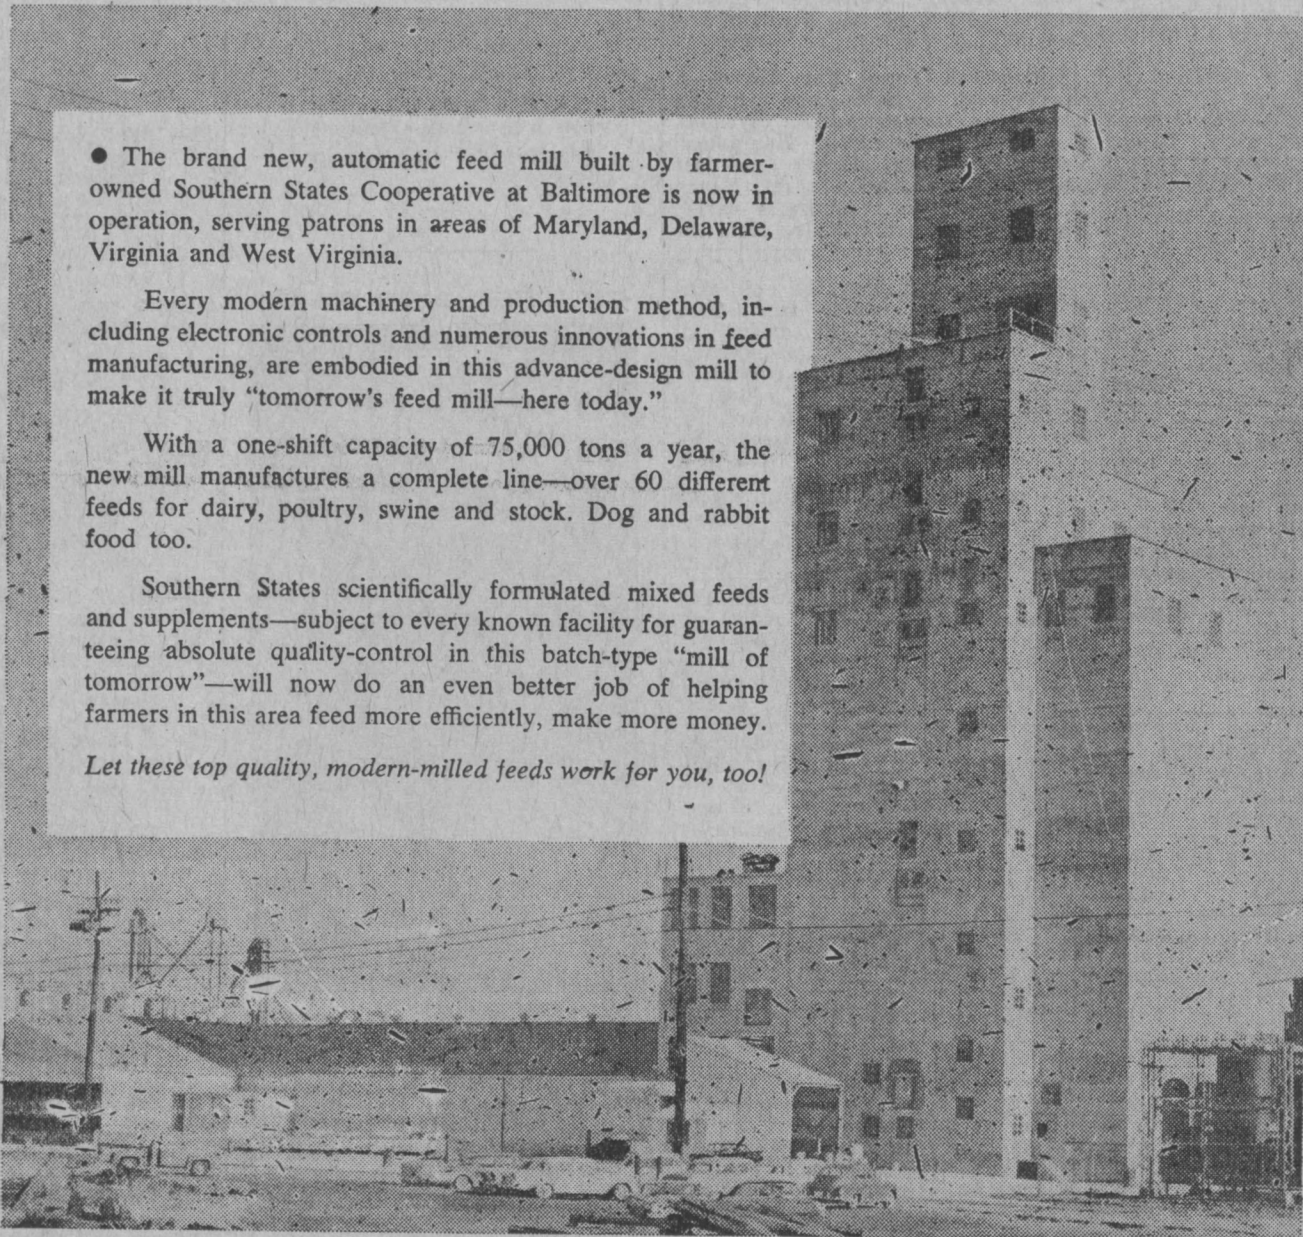 ● The brand new, automatic feed mill built by farmer-
owned Southern States Cooperative at Baltimore is now in
operation, serving patrons in areas of Maryland, Delaware,
Virginia and West Virginia.
Every modern machinery and production method, in-
cluding electronic controls and numerous innovations in feed
manufacturing, are embodied in this advance-design mill to
make it truly “tomorrow’s feed mill—here today.”
With a one-shift capacity of 75,000 tons a year, the
new mill manufactures a complete line—over 60 different
feeds for dairy, poultry, swine and stock. Dog and rabbit
food too.
Southern States scientifically formulated mixed feeds
and supplements—subject to every known facility for guaran-
teeing absolute quality-control in this batch-type “mill of
tomorrow”—will now do an even better job of helping
farmers in this area feed more efficiently, make more money.
Let these top quality, modern-milled feeds work for you, too!